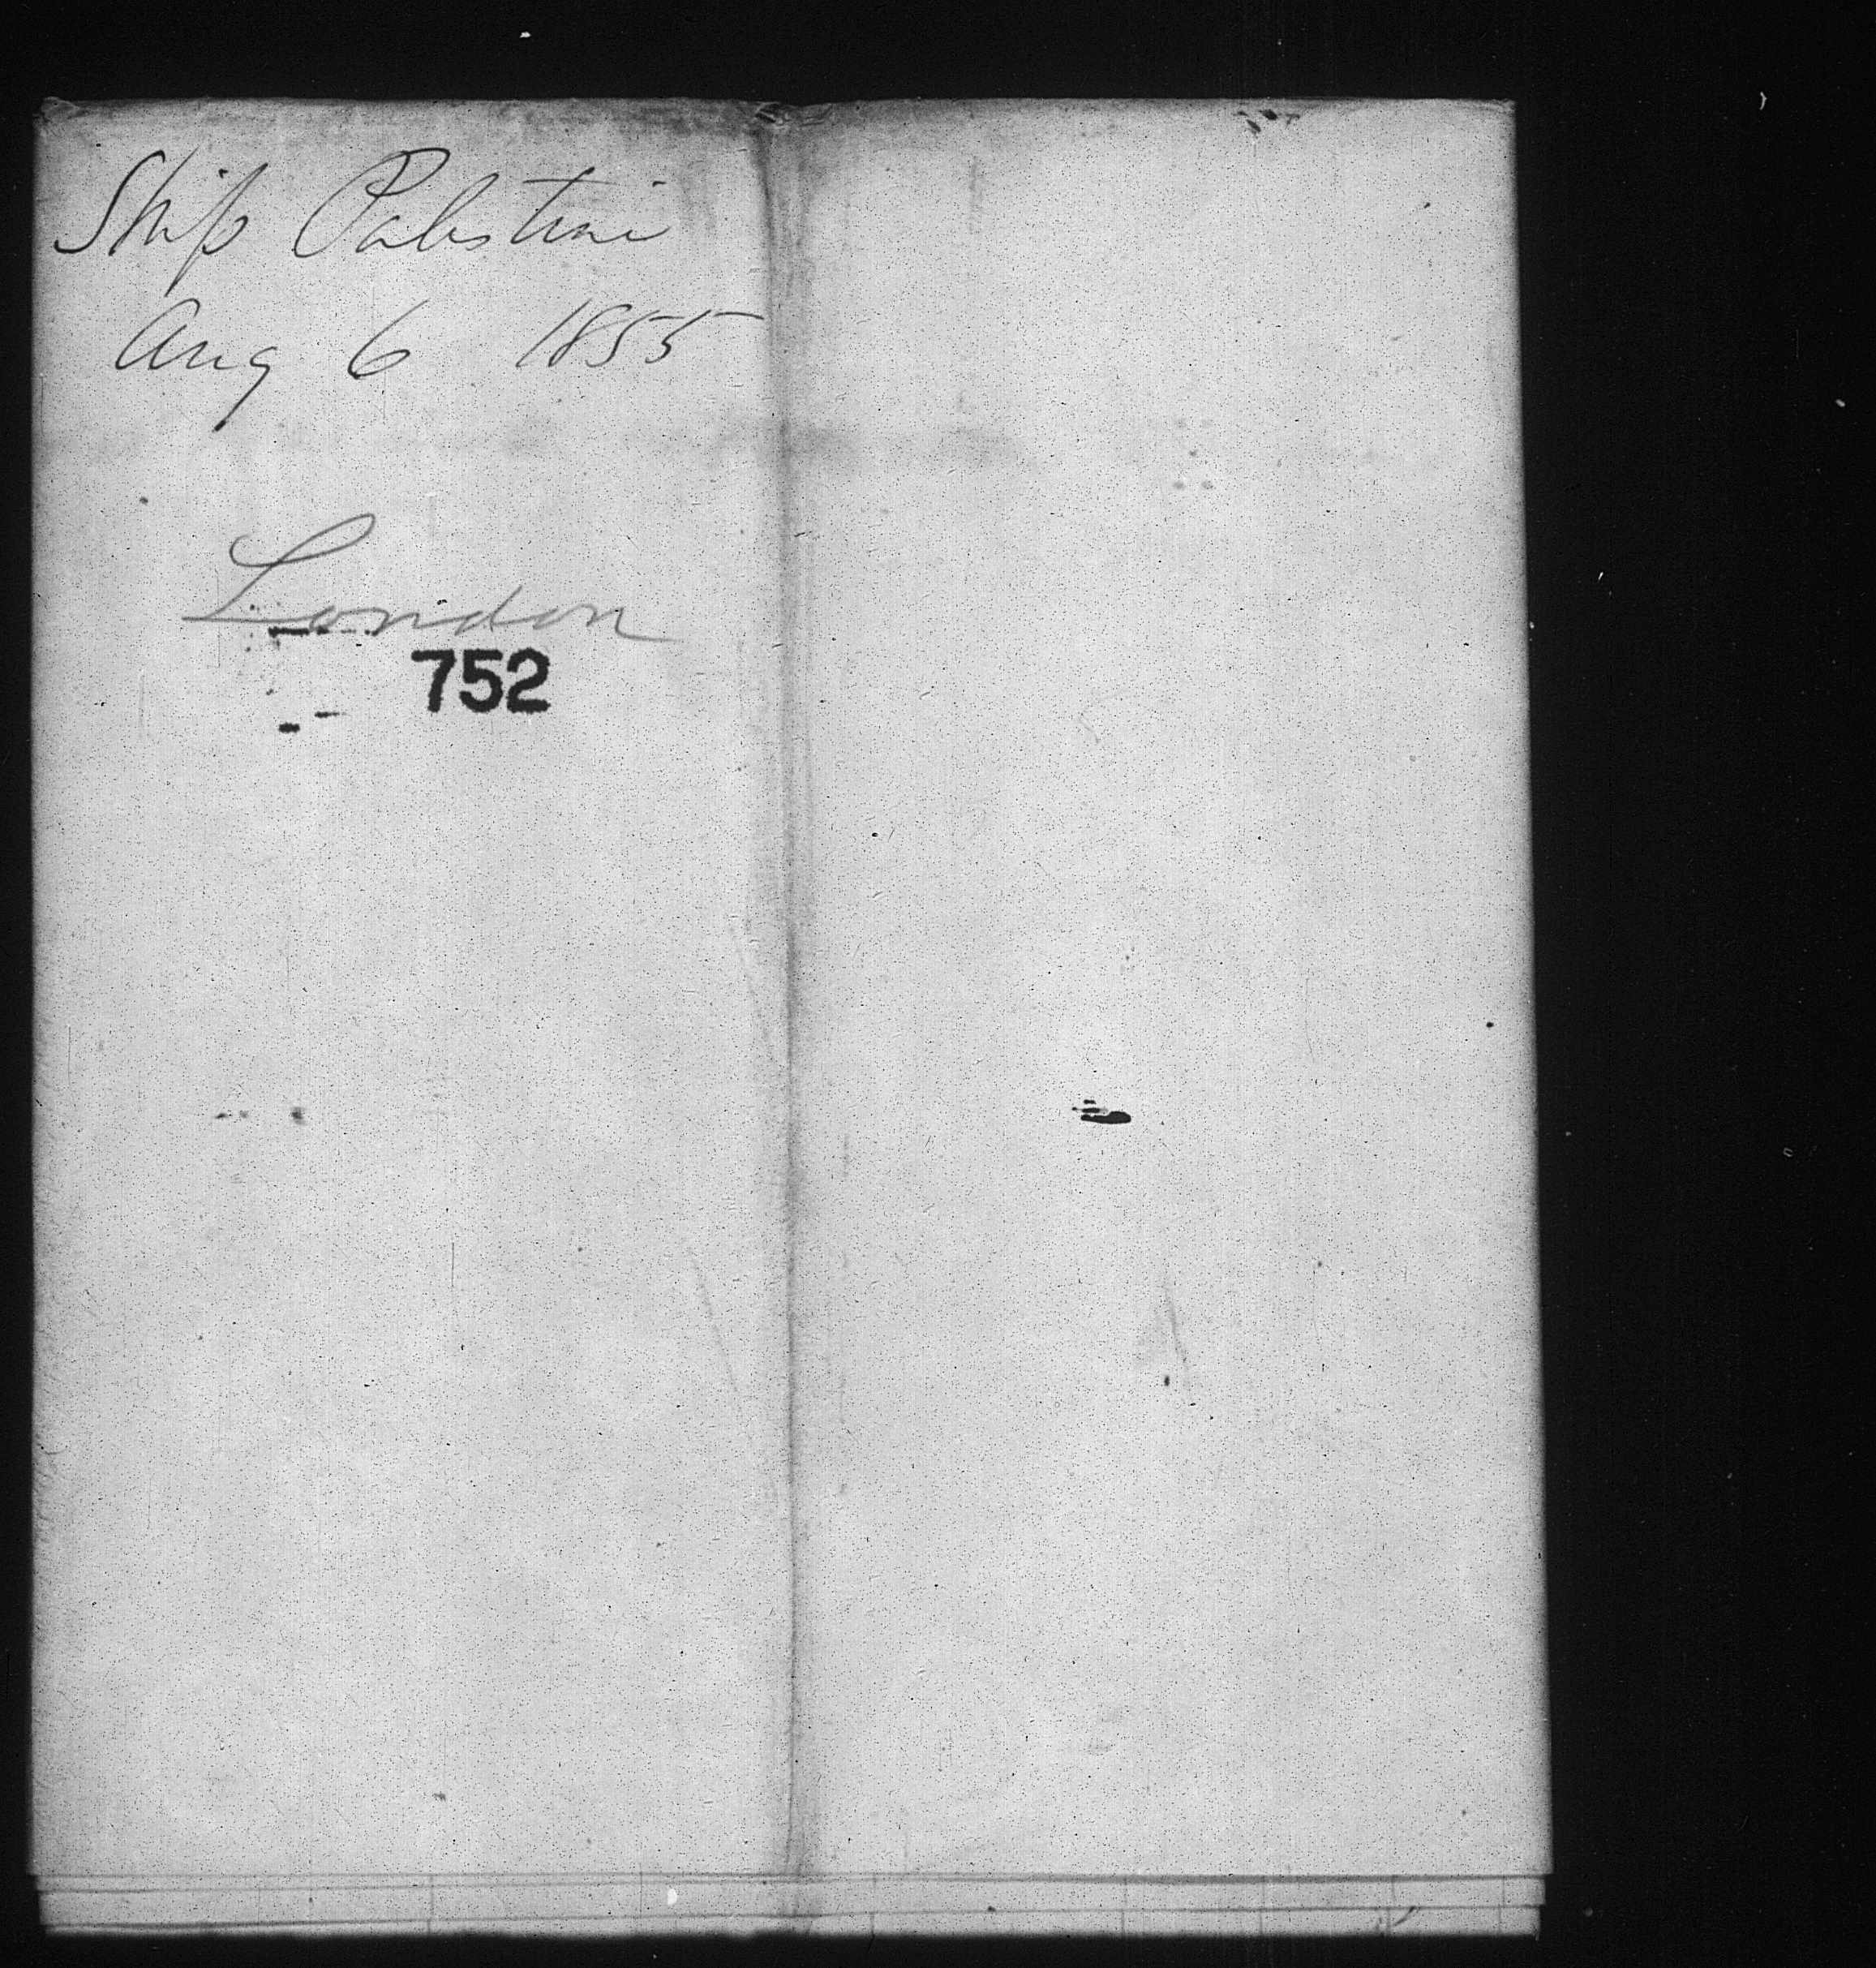 Ship Palestine
Aug 6 1855
London
752